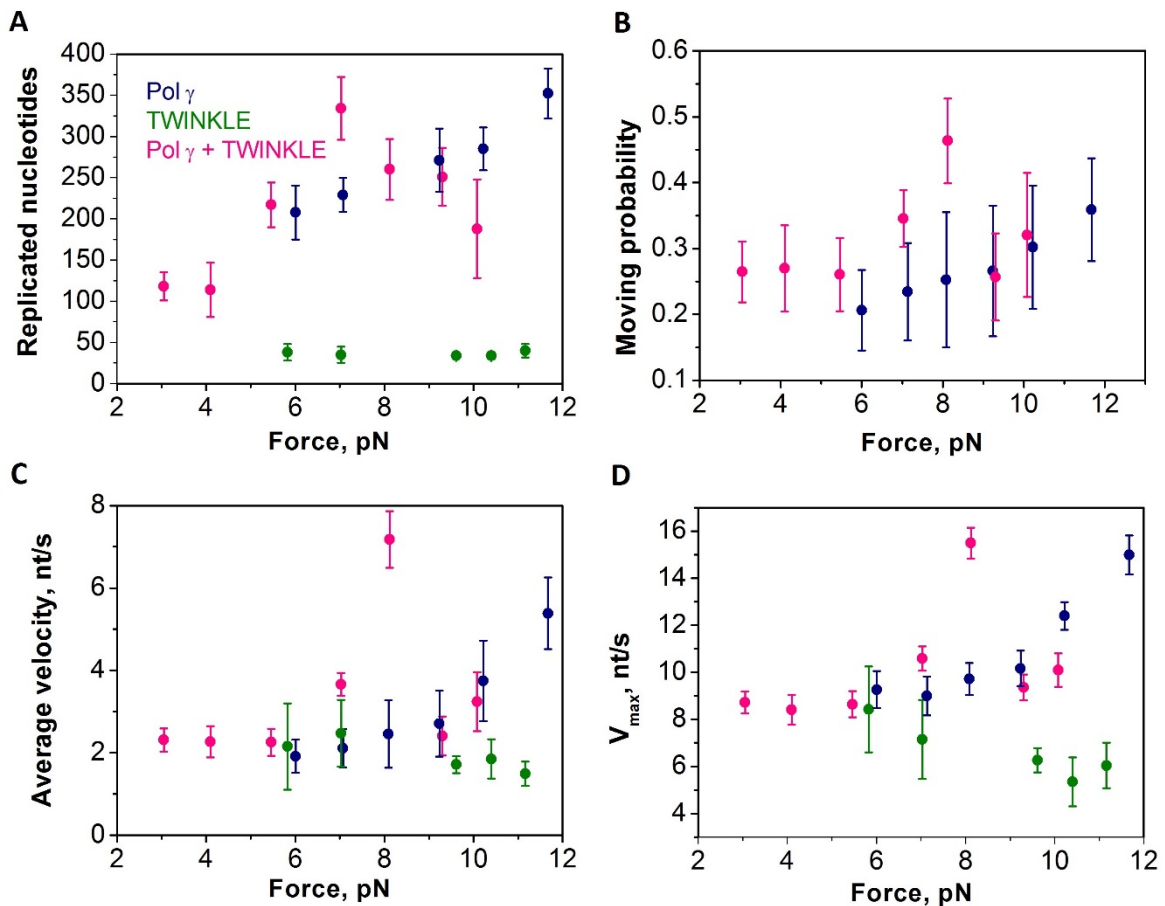 A
Replicated nucleotides
400
350
300
250
200
150
100
50
0
Pol γ
TWINKLE
Pol γ + TWINKLE
2 4 6 8 10 12
Force, pN
B
Moving probability
0.6
0.5
0.4
0.3
0.2
0.1
2 4 6 8 10 12
Force, pN
C
Average velocity, nt/s
8
6
4
2
0
2 4 6 8 10 12
Force, pN
D
Vmax, nt/s
16
14
12
10
8
6
4
2 4 6 8 10 12
Force, pN